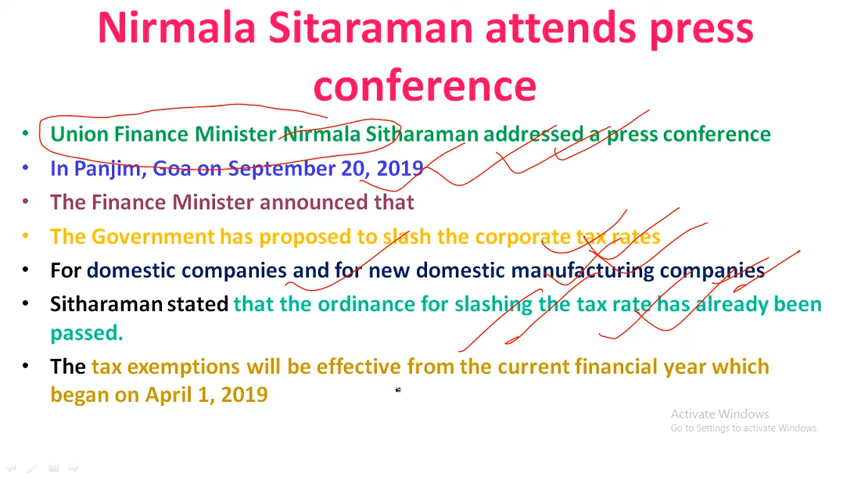 Nirmala Sitaraman attends press
conference
• Union Finance Minister Nirmala Sitharaman addressed a press conference
• In Panjim, Goa on September 20, 2019
• The Finance Minister announced that
• The Government has proposed to slash the corporate tax rates
• For domestic companies and for new domestic manufacturing companies
• Sitharaman stated that the ordinance for slashing the tax rate has already been
passed.
• The tax exemptions will be effective from the current financial year which
began on April 1, 2019
Activate Windows
Go to Settings to activate Windows.